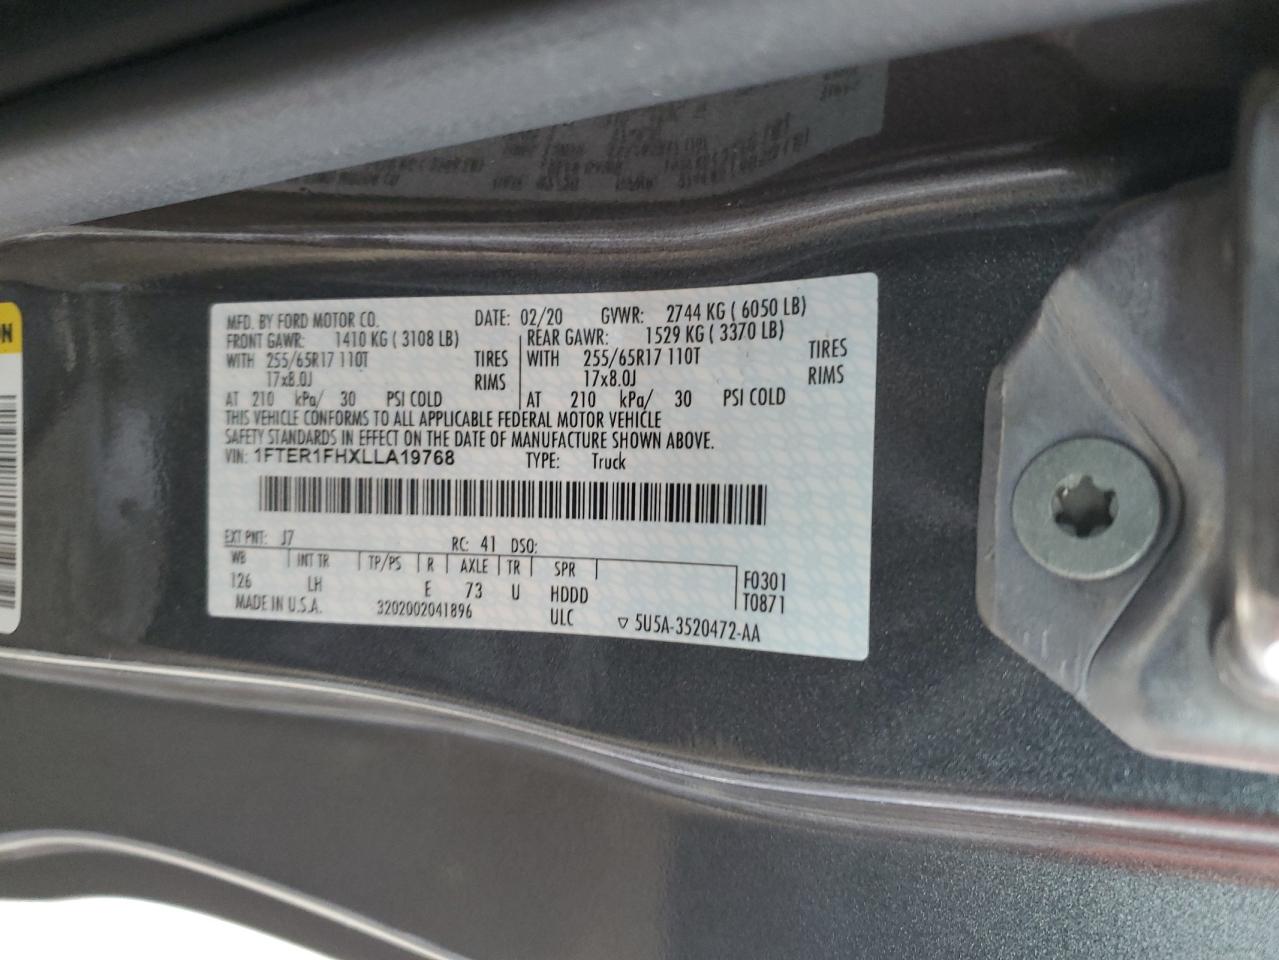 ON
MFD. BY FORD MOTOR CO. DATE: 02/20 GVWR: 2744 KG ( 6050 LB)
FRONT GAWR: 1410 KG ( 3108 LB) REAR GAWR: 1529 KG ( 3370 LB)
WITH 255/65R17 110T TIRES WITH 255/65R17 110T TIRES
17x8.0J RIMS 17x8.0J RIMS
AT 210 kPa/ 30 PSI COLD AT 210 kPa/ 30 PSI COLD
THIS VEHICLE CONFORMS TO ALL APPLICABLE FEDERAL MOTOR VEHICLE
SAFETY STANDARDS IN EFFECT ON THE DATE OF MANUFACTURE SHOWN ABOVE.
VIN: 1FTER1FHXLLA19768 TYPE: Truck
EXT PNT: J7 RC: 41 DSO:
WB INT TR TP/PS R AXLE TR SPR F0301
126 LH E 73 U HDDD T0871
MADE IN U.S.A. 3202002041896 ULC ▽ 5U5A-3520472-AA